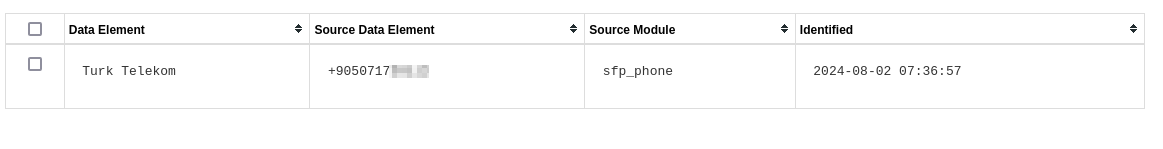 Data Element Source Data Element Source Module Identified
Turk Telekom +9050717 sfp_phone 2024-08-02 07:36:57